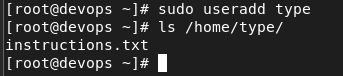 [root@devops ~]# sudo useradd type
[root@devops ~]# ls /home/type/
instructions.txt
[root@devops ~]#